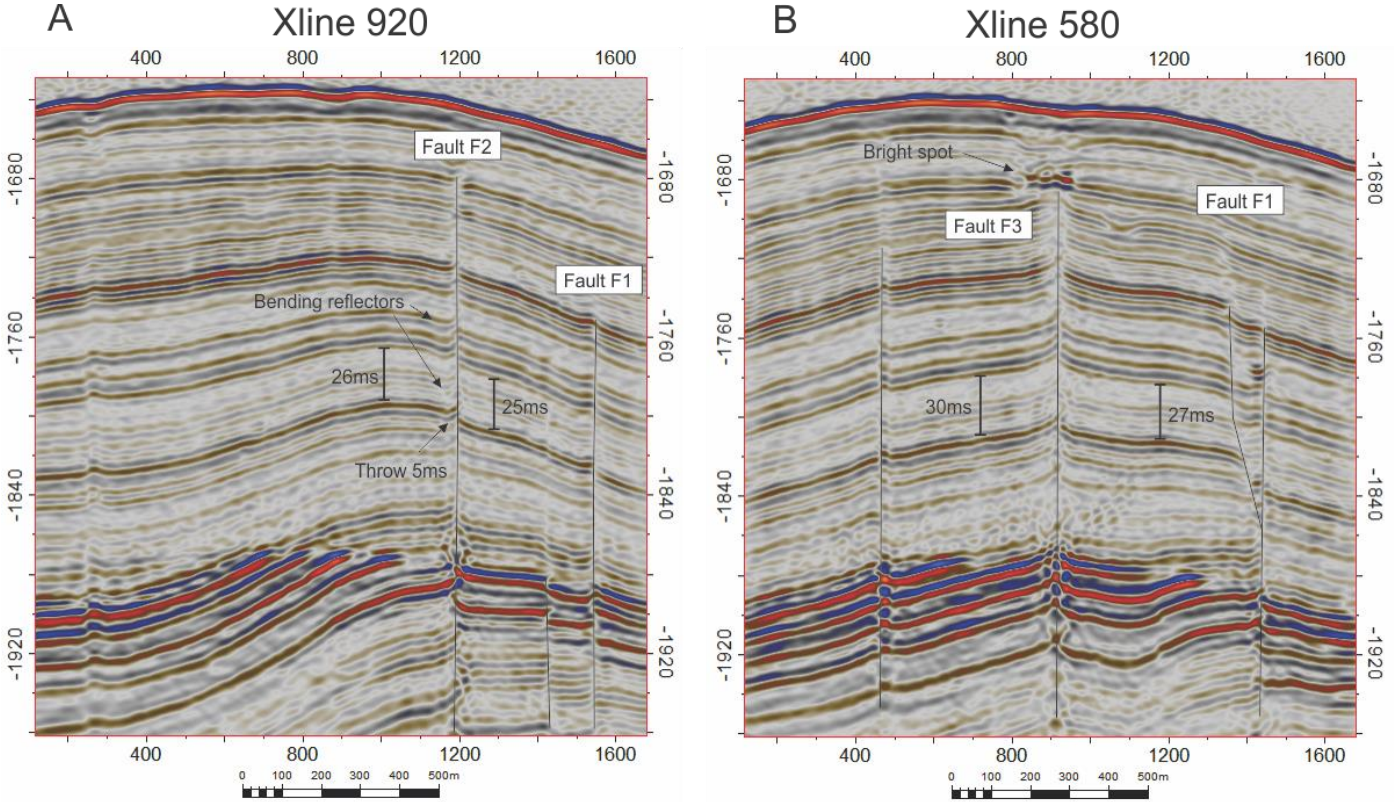 A
Xline 920
B
Xline 580
400 800 1200 1600
400 800 1200 1600
Fault F2
Bright spot
-1680
-1680
-1680
-1680
Fault F1
Fault F3
Fault F1
Bending reflectors
-1760
-1760
-1760
-1760
26ms
25ms
30ms
27ms
Throw 5ms
-1840
-1840
-1840
-1840
-1920
-1920
-1920
-1920
400 800 1200 1600
400 800 1200 1600
0 100 200 300 400 500m
0 100 200 300 400 500m